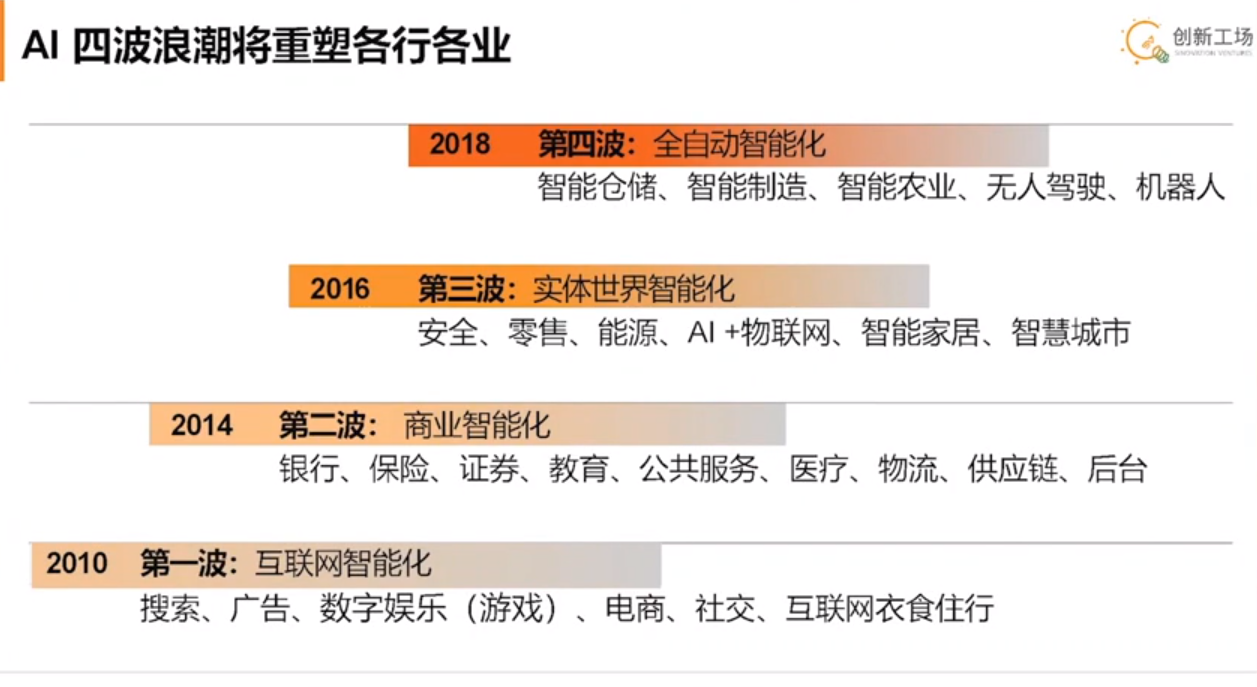 AI 四波浪潮将重塑各行各业
创新工场
SINOVATION VENTURES
2018 第四波：全自动智能化
智能仓储、智能制造、智能农业、无人驾驶、机器人
2016 第三波：实体世界智能化
安全、零售、能源、AI +物联网、智能家居、智慧城市
2014 第二波： 商业智能化
银行、保险、证券、教育、公共服务、医疗、物流、供应链、后台
2010 第一波：互联网智能化
搜索、广告、数字娱乐（游戏）、电商、社交、互联网衣食住行